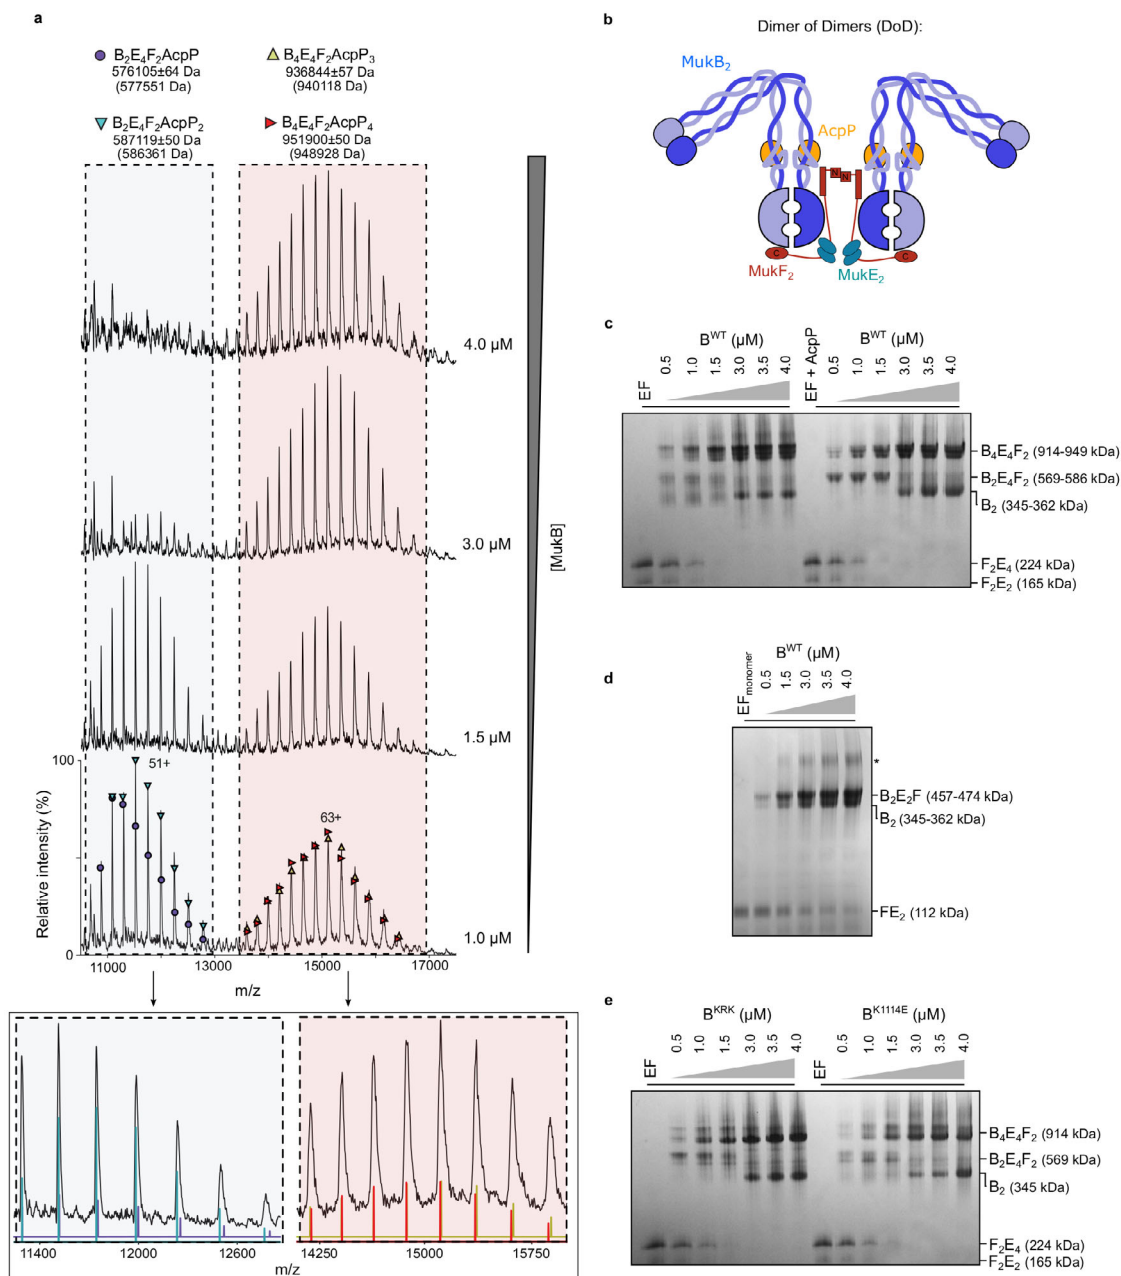 a
B2E4F2AcpP
576105±64 Da
(577551 Da)
B4E4F2AcpP3
936844±57 Da
(940118 Da)
B2E4F2AcpP2
587119±50 Da
(586361 Da)
B4E4F2AcpP4
951900±50 Da
(948928 Da)
4.0 µM
3.0 µM
1.5 µM
1.0 µM
[MukB]
100
0
Relative intensity (%)
51+
63+
11000 13000 15000 17000
m/z
11400 12000 12600
14250 15000 15750
m/z
b
Dimer of Dimers (DoD):
MukB2
AcpP
N N
C C
MukF2
MukE2
c
BWT (µM) BWT (µM)
EF 0.5 1.0 1.5 3.0 3.5 4.0 EF + AcpP 0.5 1.0 1.5 3.0 3.5 4.0
B4E4F2 (914-949 kDa)
B2E4F2 (569-586 kDa)
B2 (345-362 kDa)
F2E4 (224 kDa)
F2E2 (165 kDa)
d
BWT (µM)
EFmonomer 0.5 1.5 3.0 3.5 4.0
*
B2E2F (457-474 kDa)
B2 (345-362 kDa)
FE2 (112 kDa)
e
BKRK (µM) BK1114E (µM)
EF 0.5 1.0 1.5 3.0 3.5 4.0 EF 0.5 1.0 1.5 3.0 3.5 4.0
B4E4F2 (914 kDa)
B2E4F2 (569 kDa)
B2 (345 kDa)
F2E4 (224 kDa)
F2E2 (165 kDa)